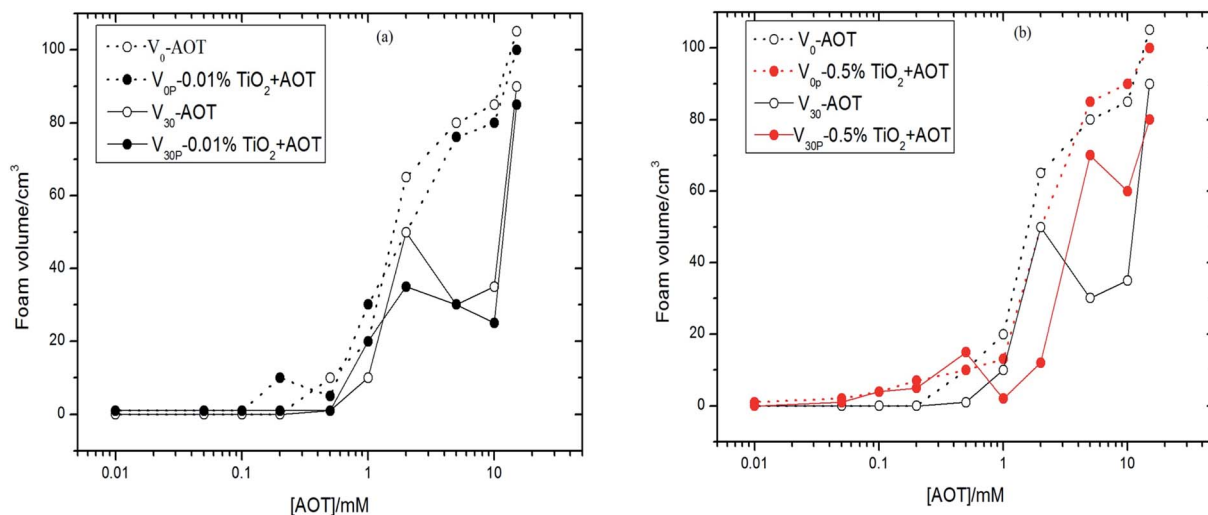 (a)
V0-AOT
V0P-0.01% TiO2+AOT
V30-AOT
V30P-0.01% TiO2+AOT
100
80
60
40
20
0
Foam volume/cm3
0.01
0.1
1
10
[AOT]/mM
(b)
V0-AOT
V0p-0.5% TiO2+AOT
V30-AOT
V30P-0.5% TiO2+AOT
100
80
60
40
20
0
Foam volume/cm3
0.01
0.1
1
10
[AOT]/mM